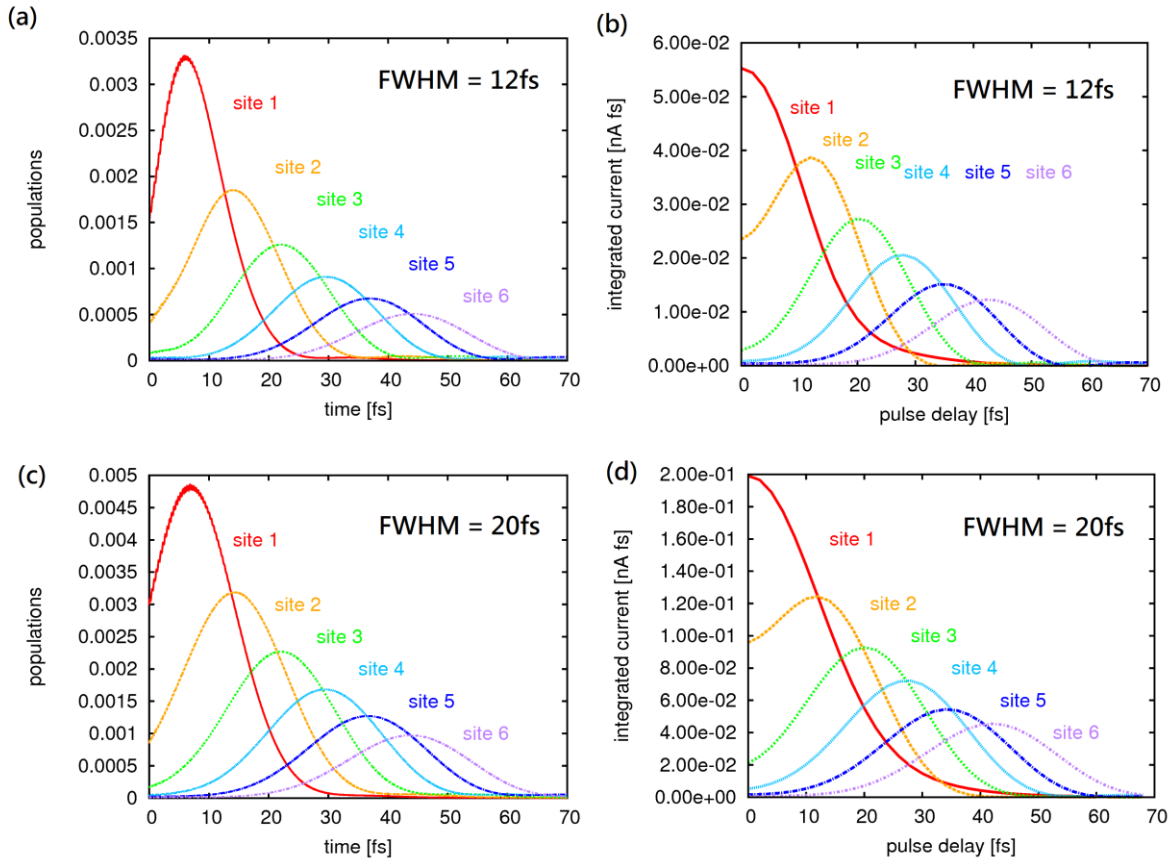 (a)
populations
0.0035
0.003
0.0025
0.002
0.0015
0.001
0.0005
0
0 10 20 30 40 50 60 70
time [fs]
FWHM = 12fs
site 1
site 2
site 3
site 4
site 5
site 6
(b)
integrated current [nA fs]
6.00e-02
5.00e-02
4.00e-02
3.00e-02
2.00e-02
1.00e-02
0.00e+00
0 10 20 30 40 50 60 70
pulse delay [fs]
FWHM = 12fs
site 1
site 2
site 3
site 4
site 5
site 6
(c)
populations
0.005
0.0045
0.004
0.0035
0.003
0.0025
0.002
0.0015
0.001
0.0005
0
0 10 20 30 40 50 60 70
time [fs]
FWHM = 20fs
site 1
site 2
site 3
site 4
site 5
site 6
(d)
integrated current [nA fs]
2.00e-01
1.80e-01
1.60e-01
1.40e-01
1.20e-01
1.00e-01
8.00e-02
6.00e-02
4.00e-02
2.00e-02
0.00e+00
0 10 20 30 40 50 60 70
pulse delay [fs]
FWHM = 20fs
site 1
site 2
site 3
site 4
site 5
site 6